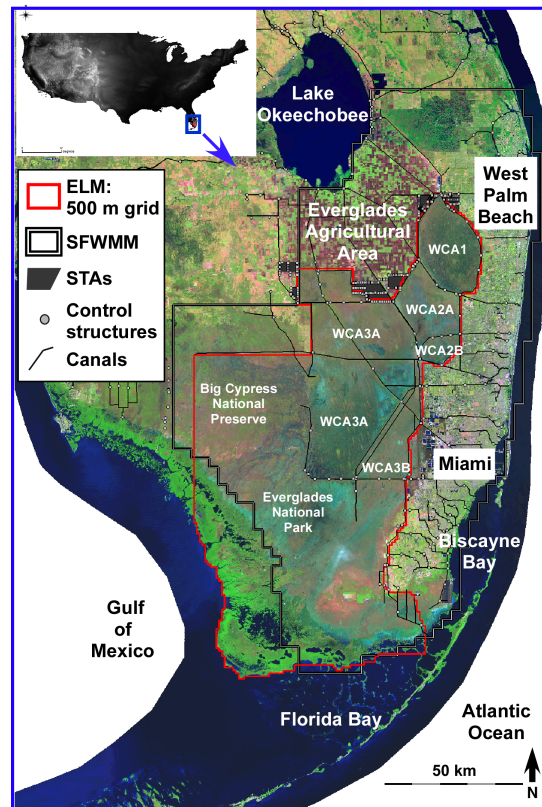 Lake
Okeechobee
ELM:
500 m grid
SFWMM
STAs
Control
structures
Canals
West
Palm
Beach
Everglades
Agricultural
Area
WCA1
WCA2A
WCA3A
WCA2B
Big Cypress
National
Preserve
WCA3A
WCA3B
Miami
Everglades
National
Park
Biscayne
Bay
Gulf
of
Mexico
Florida Bay
Atlantic
Ocean
50 km
N